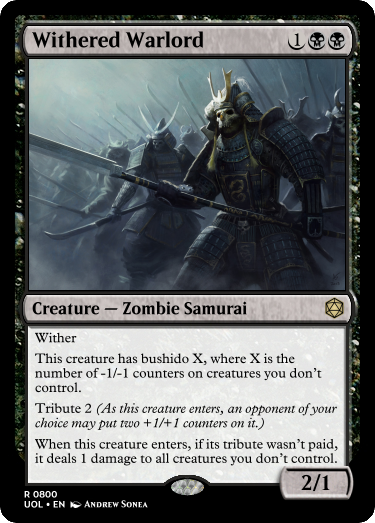 Withered Warlord 1
Creature — Zombie Samurai
Wither
This creature has bushido X, where X is the
number of -1/-1 counters on creatures you don’t
control.
Tribute 2 (As this creature enters, an opponent of your
choice may put two +1/+1 counters on it.)
When this creature enters, if its tribute wasn’t paid,
it deals 1 damage to all creatures you don’t control.
2/1
R 0800
UOL • EN Andrew Sonea